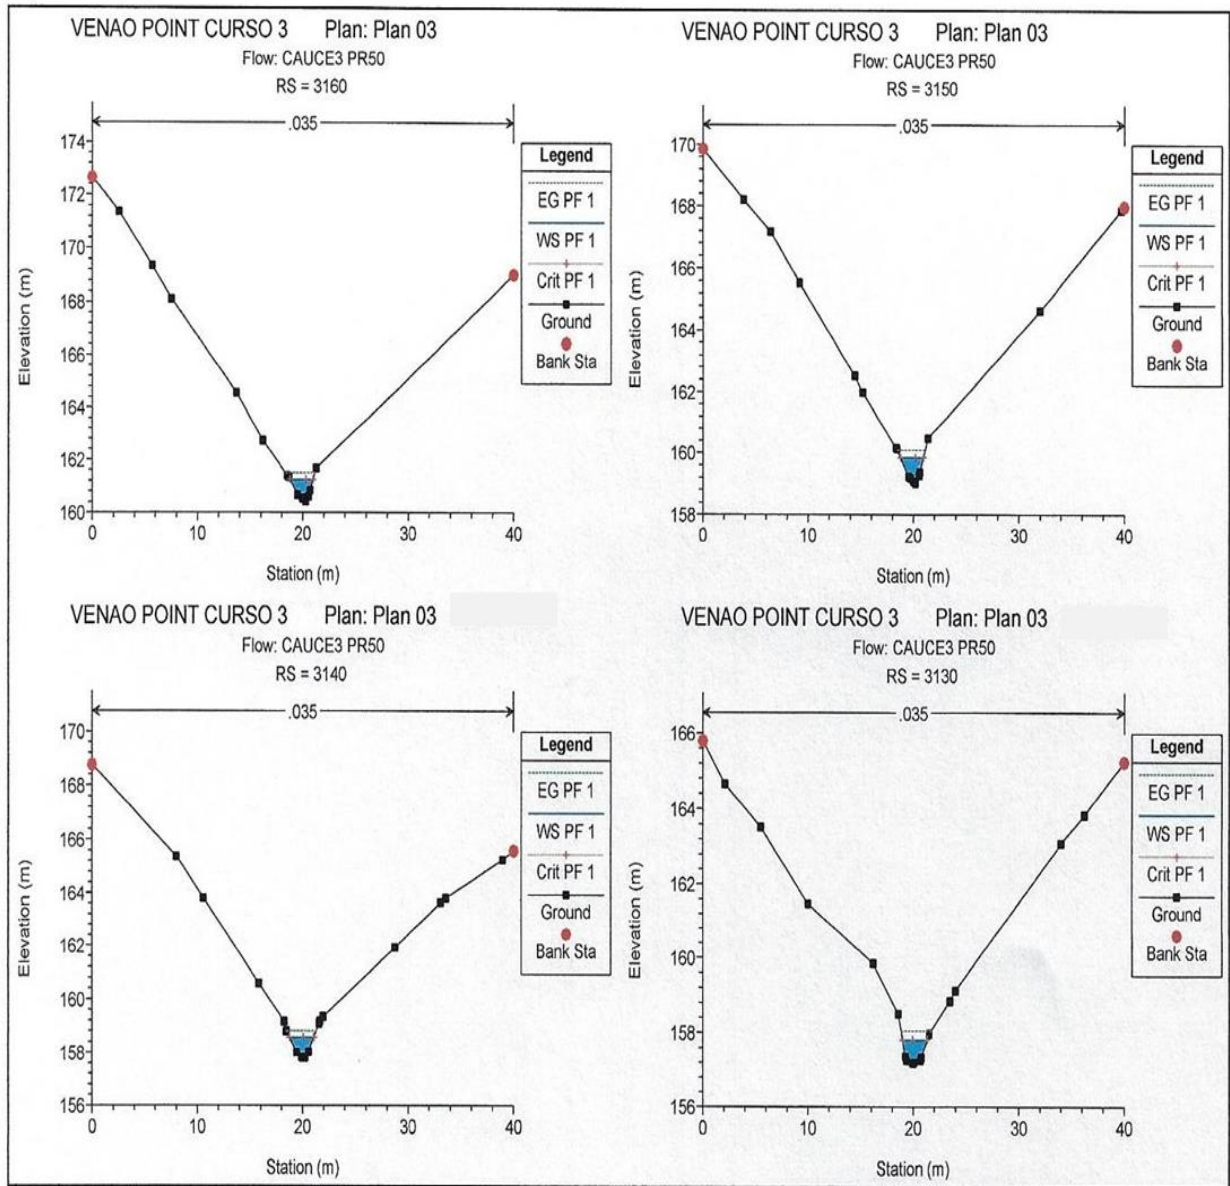 VENAO POINT CURSO 3 Plan: Plan 03
Flow: CAUCE3 PR50
RS = 3160
.035
174
172
170
168
166
164
162
160
Elevation (m)
0 10 20 30 40
Station (m)
Legend
EG PF 1
WS PF 1
Crit PF 1
Ground
Bank Sta
VENAO POINT CURSO 3 Plan: Plan 03
Flow: CAUCE3 PR50
RS = 3150
.035
170
168
166
164
162
160
158
Elevation (m)
0 10 20 30 40
Station (m)
Legend
EG PF 1
WS PF 1
Crit PF 1
Ground
Bank Sta
VENAO POINT CURSO 3 Plan: Plan 03
Flow: CAUCE3 PR50
RS = 3140
.035
170
168
166
164
162
160
158
156
Elevation (m)
0 10 20 30 40
Station (m)
Legend
EG PF 1
WS PF 1
Crit PF 1
Ground
Bank Sta
VENAO POINT CURSO 3 Plan: Plan 03
Flow: CAUCE3 PR50
RS = 3130
.035
166
164
162
160
158
156
Elevation (m)
0 10 20 30 40
Station (m)
Legend
EG PF 1
WS PF 1
Crit PF 1
Ground
Bank Sta